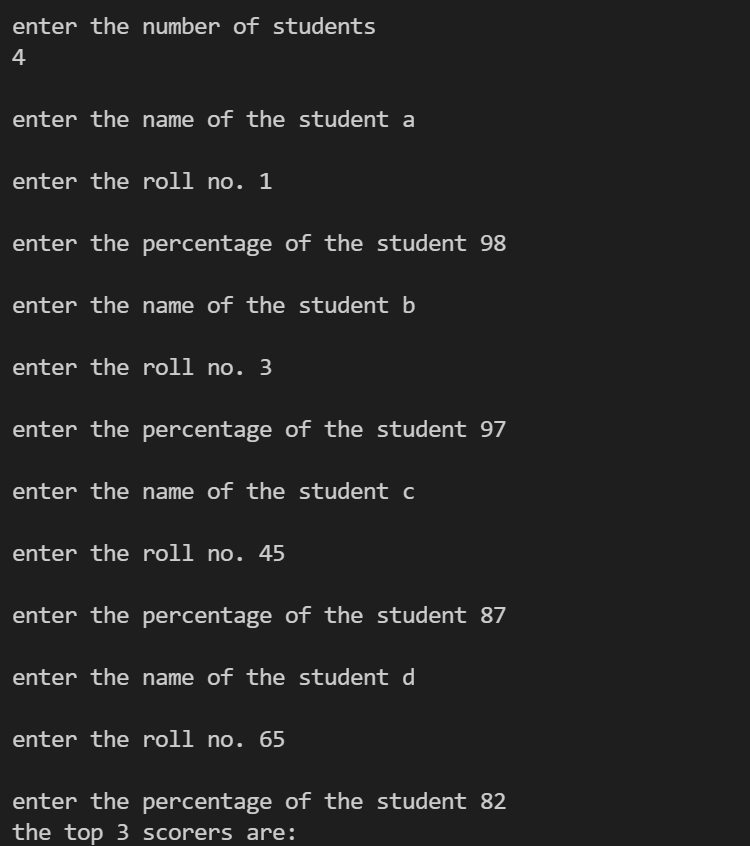 enter the number of students
4
enter the name of the student a
enter the roll no. 1
enter the percentage of the student 98
enter the name of the student b
enter the roll no. 3
enter the percentage of the student 97
enter the name of the student c
enter the roll no. 45
enter the percentage of the student 87
enter the name of the student d
enter the roll no. 65
enter the percentage of the student 82
the top 3 scorers are: